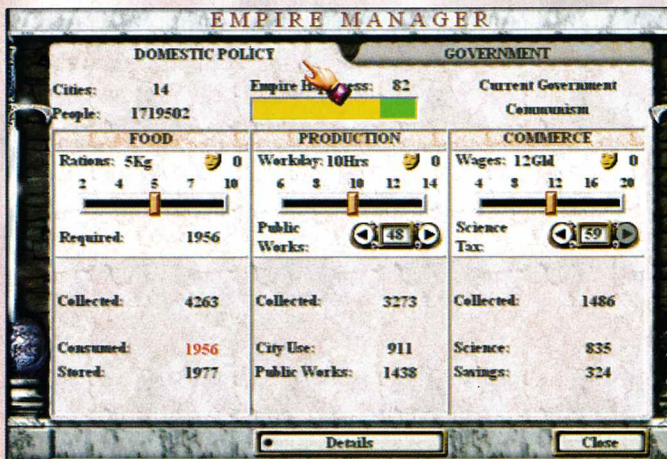 EMPIRE MANAGER
DOMESTIC POLICY GOVERNMENT
Cities: 14 Empire H ess: 82 Current Government
People: 1719502 Communism
FOOD PRODUCTION COMMERCE
Rations: 5Kg 0 Workday: 10Hrs 0 Wages: 12Gld 0
2 4 5 7 10 6 8 10 12 14 4 8 12 16 20
Required: 1956 Public Works: 48 Science Tax: 59
Collected: 4263 Collected: 3273 Collected: 1486
Consumed: 1956 City Use: 911 Science: 835
Stored: 1977 Public Works: 1438 Savings: 324
Details Close